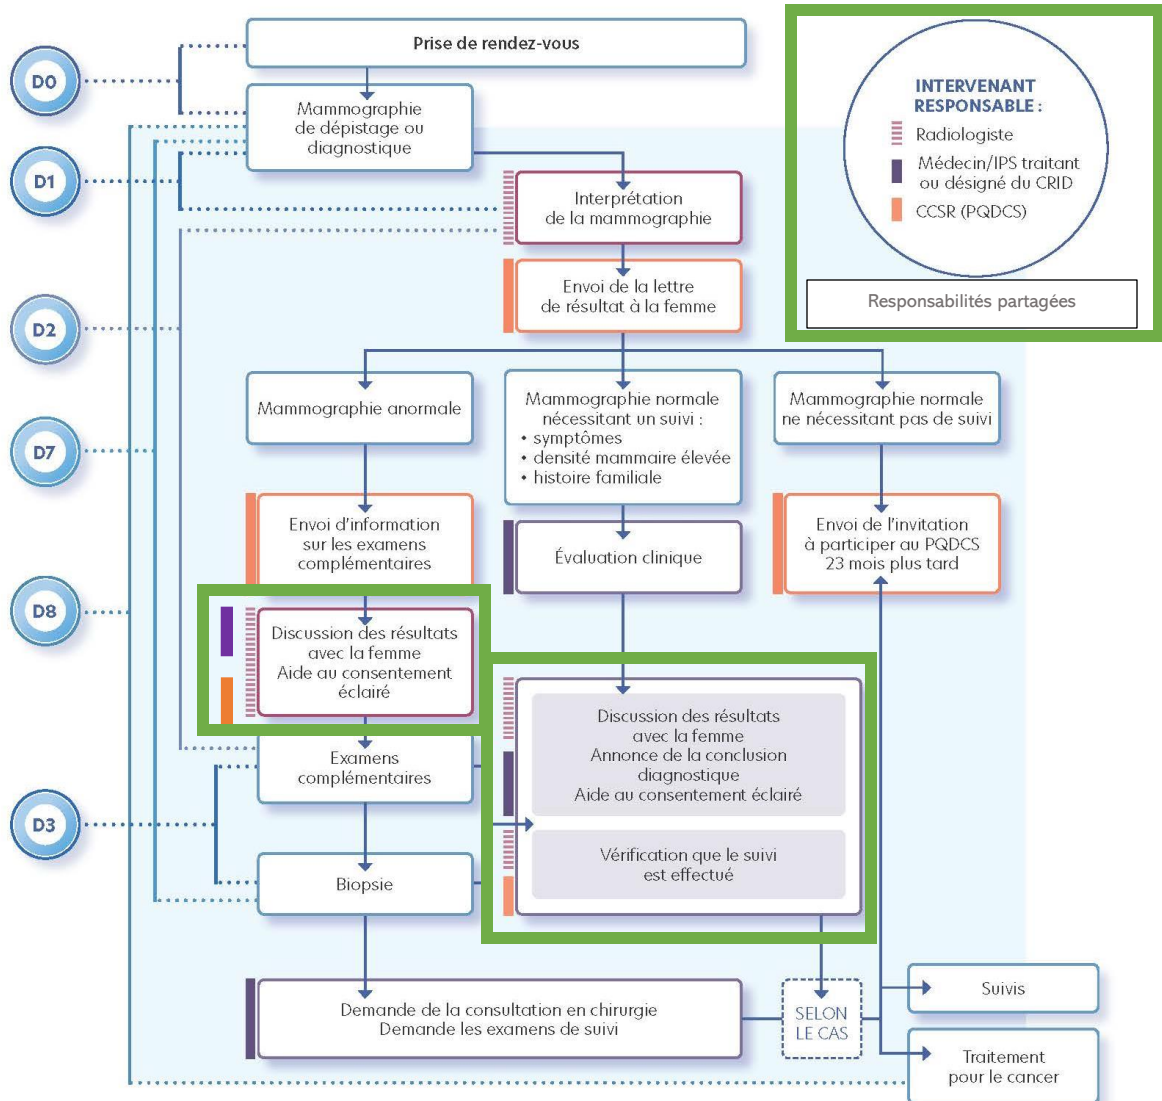 Prise de rendez-vous
D0
Mammographie
de dépistage ou
diagnostique
INTERVENANT
RESPONSABLE :
Radiologiste
Médecin/IPS traitant
ou désigné du CRID
CCSR (PQDCS)
Responsabilités partagées
D1
Interprétation
de la mammographie
Envoi de la lettre
de résultat à la femme
D2
Mammographie anormale
Mammographie normale
nécessitant un suivi :
• symptômes
• densité mammaire élevée
• histoire familiale
Mammographie normale
ne nécessitant pas de suivi
D7
Envoi d'information
sur les examens
complémentaires
Évaluation clinique
Envoi de l'invitation
à participer au PQDCS
23 mois plus tard
D8
Discussion des résultats
avec la femme
Aide au consentement
éclairé
Discussion des résultats
avec la femme
Annonce de la conclusion
diagnostique
Aide au consentement éclairé
Examens
complémentaires
D3
Vérification que le suivi
est effectué
Biopsie
Demande de la consultation en chirurgie
Demande les examens de suivi
SELON
LE CAS
Suivis
Traitement
pour le cancer